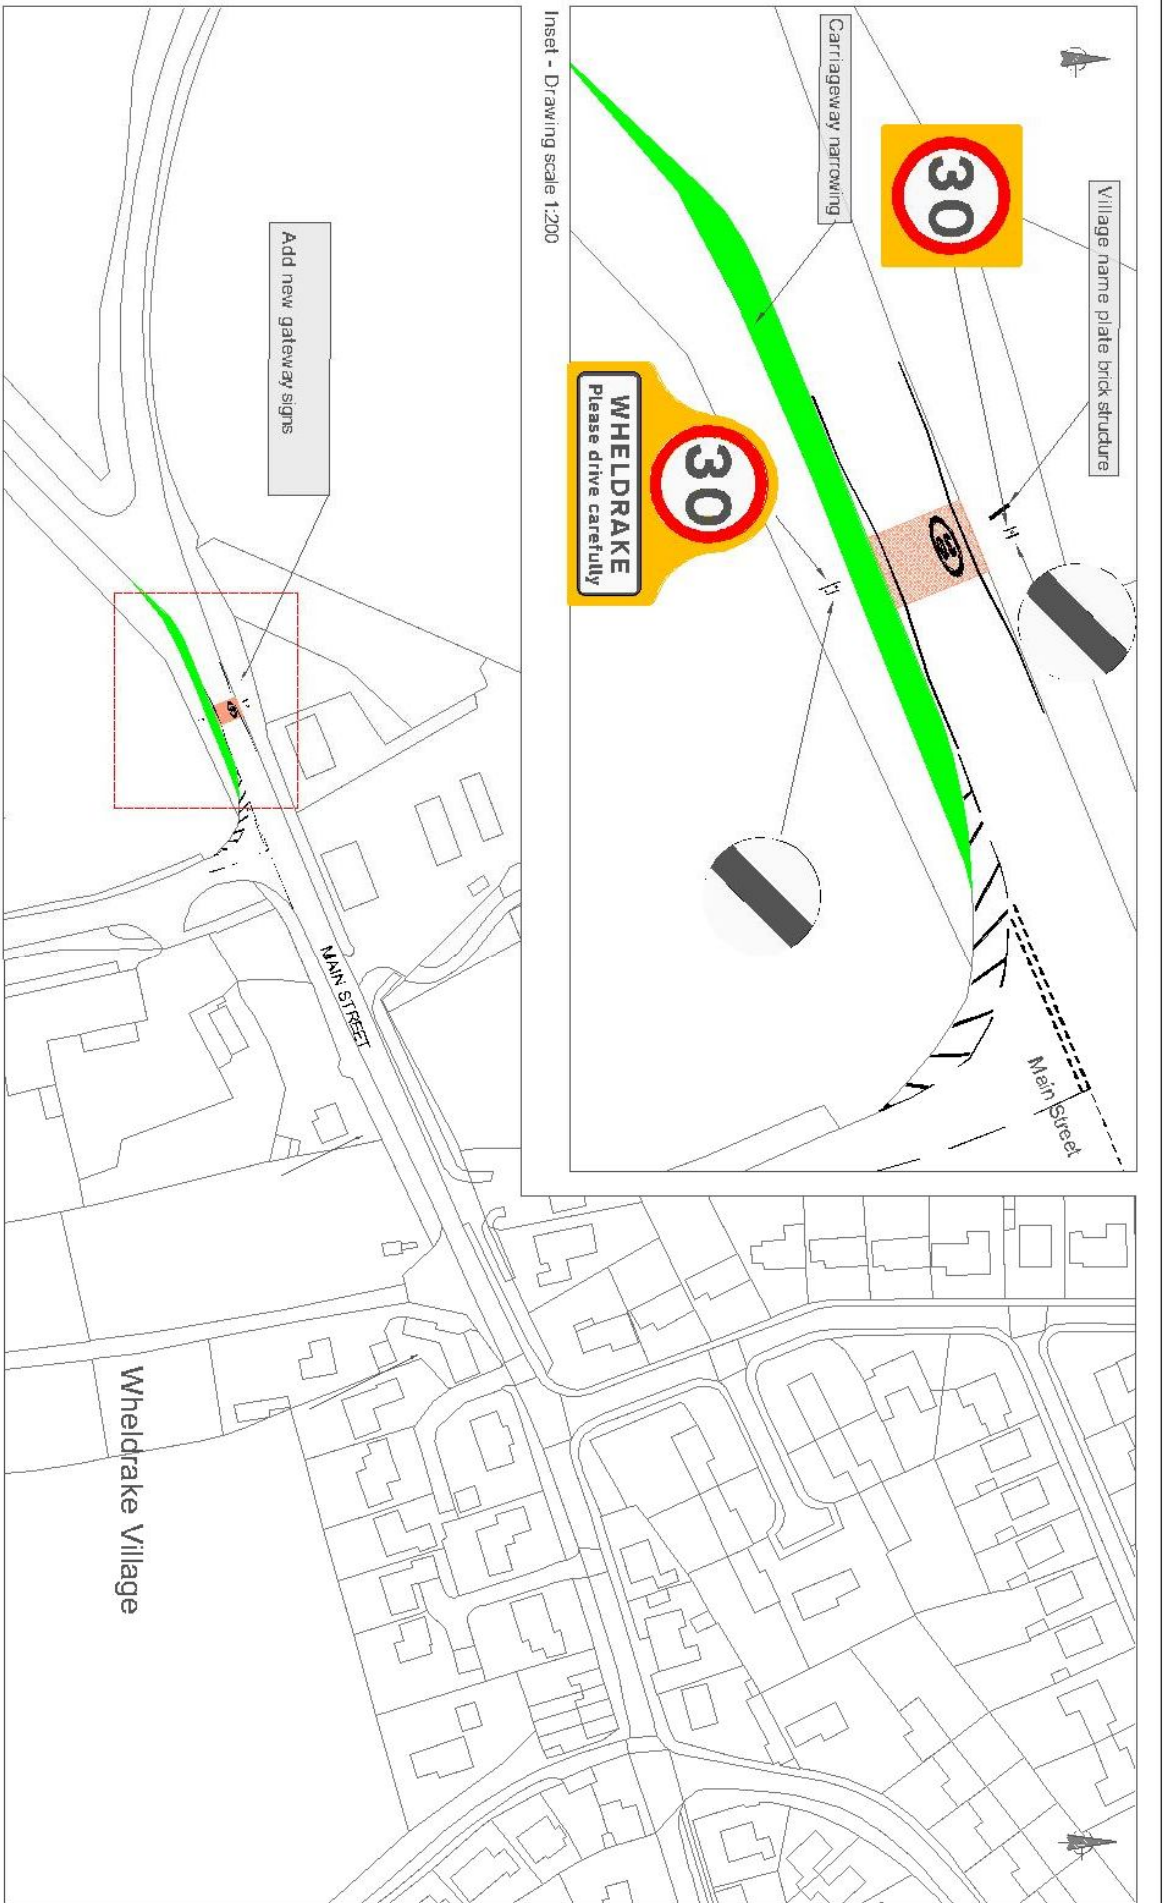 Inset - Drawing scale 1:200
Village name plate brick structure
Carriageway narrowing
30
30
WHELDRAKE
Please drive carefully
30
Main Street
Add new gateway signs
MAIN STREET
Wheldrake Village